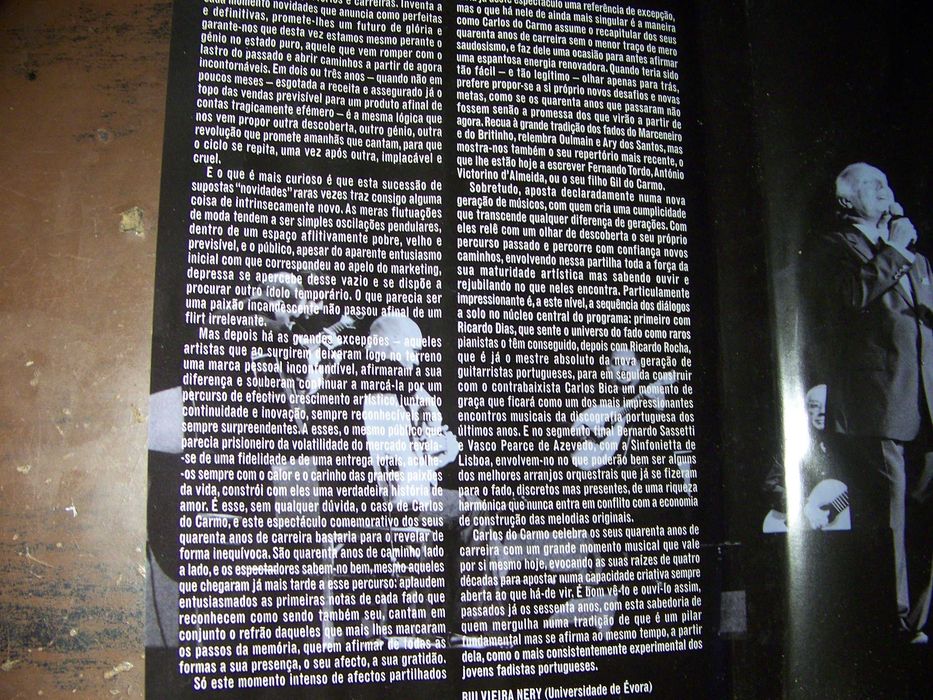 cada momento novidades que anuncia como perfeitas
e definitivas, promete-lhes um futuro de glória e
garante-nos que desta vez estamos mesmo perante o
génio no estado puro, aquele que vem romper com o
lastro do passado e abrir caminhos a partir de agora
incontornáveis. Em dois ou três anos – quando não em
poucos meses – esgotada a receita e assegurado já o
topo das vendas previsível para um produto afinal de
contas tragicamente efémero – é a mesma lógica que
nos vem propor outra descoberta, outro génio, outra
revolução que promete amanhãs que cantam, para que
o ciclo se repita, uma vez após outra, implacável e
cruel.
E o que é mais curioso é que esta sucessão de
supostas "novidades" raras vezes traz consigo alguma
coisa de intrinsecamente novo. As meras flutuações
de moda tendem a ser simples oscilações pendulares,
dentro de um espaço aflitivamente pobre, velho e
previsível, e o público, apesar do aparente entusiasmo
inicial com que correspondeu ao apelo do marketing,
depressa se apercebe desse vazio e se dispõe a
procurar outro ídolo temporário. O que parecia ser
uma paixão incandescente não passou afinal de um
flirt irrelevante.
Mas depois há as grandes excepções – aqueles
artistas que ao surgirem deixaram logo no terreno
uma marca pessoal inconfundível, afirmaram a sua
diferença e souberam continuar a marcá-la por um
percurso de efectivo crescimento artístico, juntando
continuidade e inovação, sempre reconhecíveis mas
sempre surpreendentes. A esses, o mesmo público que
parecia prisioneiro da volatilidade do mercado revela-
-se de uma fidelidade e de uma entrega totais, acolhe-
-os sempre com o calor e o carinho das grandes paixões
da vida, constrói com eles uma verdadeira história de
amor. É esse, sem qualquer dúvida, o caso de Carlos
do Carmo, e este espectáculo comemorativo dos seus
quarenta anos de carreira bastaria para o revelar de
forma inequívoca. São quarenta anos de caminho lado
a lado, e os espectadores sabem-no bem, mesmo aqueles
que chegaram já mais tarde a esse percurso: aplaudem
entusiasmados as primeiras notas de cada fado que
reconhecem como sendo também seu, cantam em
conjunto o refrão daqueles que mais lhes marcaram
os passos da memória, querem afirmar de todas as
formas a sua presença, o seu afecto, a sua gratidão.
Só este momento intenso de afectos partilhados
já deste espectáculo uma referência de excepção,
mas o que há nele de ainda mais singular é a maneira
como Carlos do Carmo assume o recapitular dos seus
quarenta anos de carreira sem o menor traço de mero
saudosismo, e faz dele uma ocasião para antes afirmar
uma espantosa energia renovadora. Quando teria sido
tão fácil – e tão legítimo – olhar apenas para trás,
prefere propor-se a si próprio novos desafios e novas
metas, como se os quarenta anos que passaram não
fossem senão a promessa dos que virão a partir de
agora. Recua à grande tradição dos fados do Marceneiro
e do Britinho, relembra Oulmain e Ary dos Santos, mas
mostra-nos também o seu repertório mais recente, o
que lhe estão hoje a escrever Fernando Tordo, António
Victorino d'Almeida, ou o seu filho Gil do Carmo.
Sobretudo, aposta declaradamente numa nova
geração de músicos, com quem cria uma cumplicidade
que transcende qualquer diferença de gerações. Com
eles relê com um olhar de descoberta o seu próprio
percurso passado e percorre com confiança novos
caminhos, envolvendo nessa partilha toda a força da
sua maturidade artística mas sabendo ouvir e
rejubilando no que neles encontra. Particularmente
impressionante é, a este nível, a sequência dos diálogos
a solo no núcleo central do programa: primeiro com
Ricardo Dias, que sente o universo do fado como raros
pianistas o têm conseguido, depois com Ricardo Rocha,
que é já o mestre absoluto da nova geração de
guitarristas portugueses, para em seguida construir
com o contrabaixista Carlos Bica um momento de
graça que ficará como um dos mais impressionantes
encontros musicais da discografia portuguesa dos
últimos anos. E no segmento final Bernardo Sassetti
e Vasco Pearce de Azevedo, com a Sinfonietta de
Lisboa, envolvem-no no que poderão bem ser alguns
dos melhores arranjos orquestrais que já se fizeram
para o fado, discretos mas presentes, de uma riqueza
harmónica que nunca entra em conflito com a economia
de construção das melodias originais.
Carlos do Carmo celebra os seus quarenta anos de
carreira com um grande momento musical que vale
por si mesmo hoje, evocando as suas raízes de quatro
décadas para apostar numa capacidade criativa sempre
aberta ao que há-de vir. É bom vê-lo e ouvi-lo assim,
passados já os sessenta anos, com esta sabedoria de
quem mergulha numa tradição de que é um pilar
fundamental mas se afirma ao mesmo tempo, a partir
dela, como o mais consistentemente experimental dos
jovens fadistas portugueses.
RUI VIEIRA NERY (Universidade de Évora)